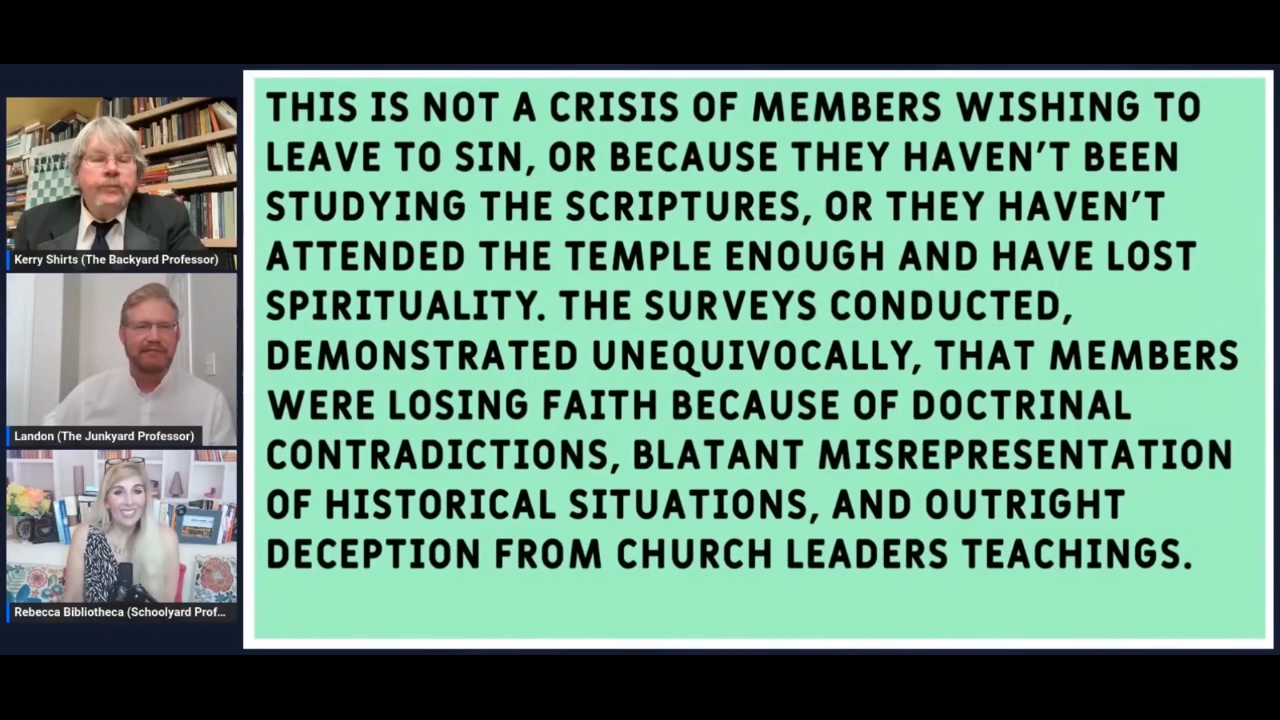 THIS IS NOT A CRISIS OF MEMBERS WISHING TO
LEAVE TO SIN, OR BECAUSE THEY HAVEN'T BEEN
STUDYING THE SCRIPTURES, OR THEY HAVEN'T
ATTENDED THE TEMPLE ENOUGH AND HAVE LOST
SPIRITUALITY. THE SURVEYS CONDUCTED,
DEMONSTRATED UNEQUIVOCALLY, THAT MEMBERS
WERE LOSING FAITH BECAUSE OF DOCTRINAL
CONTRADICTIONS, BLATANT MISREPRESENTATION
OF HISTORICAL SITUATIONS, AND OUTRIGHT
DECEPTION FROM CHURCH LEADERS TEACHINGS.
Kerry Shirts (The Backyard Professor)
Landon (The Junkyard Professor)
Rebecca Bibliotheca (Schoolyard Prof...